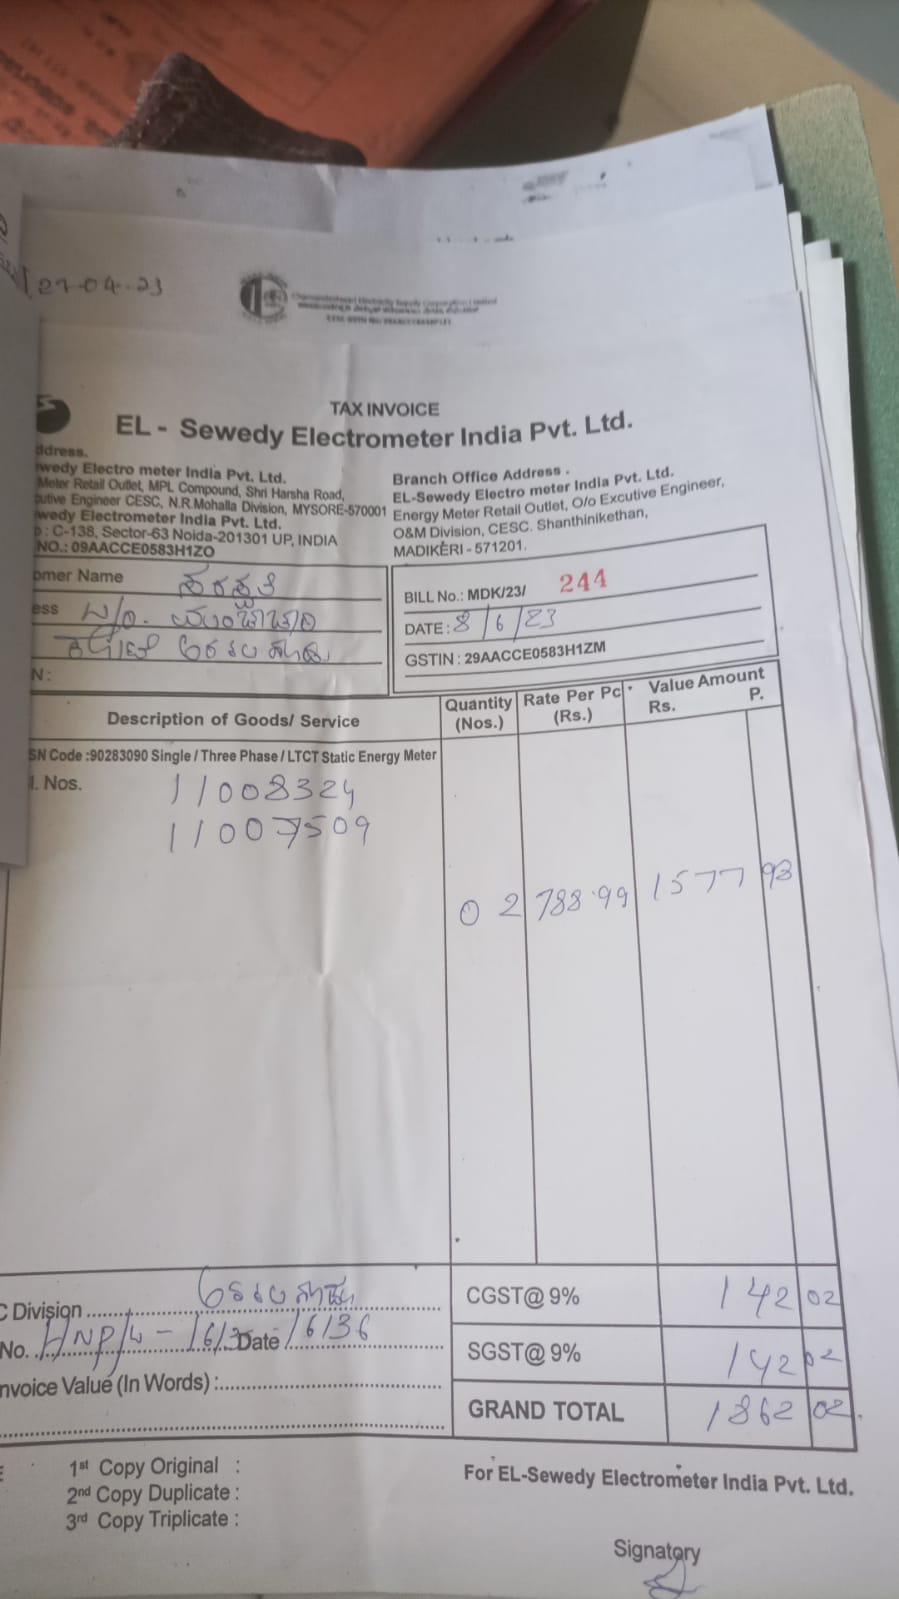 27-04-23
TAX INVOICE
EL - Sewedy Electrometer India Pvt. Ltd.
ddress.
wedy Electro meter India Pvt. Ltd.
Meter Retail Outlet, MPL Compound, Shri Harsha Road,
cutive Engineer CESC, N.R.Mohalla Division, MYSORE-570001
wedy Electrometer India Pvt. Ltd.
: C-138, Sector-63 Noida-201301 UP, INDIA
NO.: 09AACCE0583H1ZO
Branch Office Address .
EL-Sewedy Electro meter India Pvt. Ltd.
Energy Meter Retail Outlet, O/o Excutive Engineer,
O&M Division, CESC. Shanthinikethan,
MADIKERI - 571201.
omer Name
ess
N :
BILL No.: MDK/23/ 244
DATE : 8/6/23
GSTIN : 29AACCE0583H1ZM
Description of Goods/ Service
Quantity (Nos.)
Rate Per Pc (Rs.)
Value Amount
Rs. P.
SN Code :90283090 Single / Three Phase / LTCT Static Energy Meter
l. Nos. 11008324
11007509
02 788.99 1577 98
C Division
CGST@ 9% 142 02
No. Date
SGST@ 9% 142 02
nvoice Value (In Words) :
GRAND TOTAL 1862 02
1st Copy Original :
2nd Copy Duplicate :
3rd Copy Triplicate :
For EL-Sewedy Electrometer India Pvt. Ltd.
Signatory